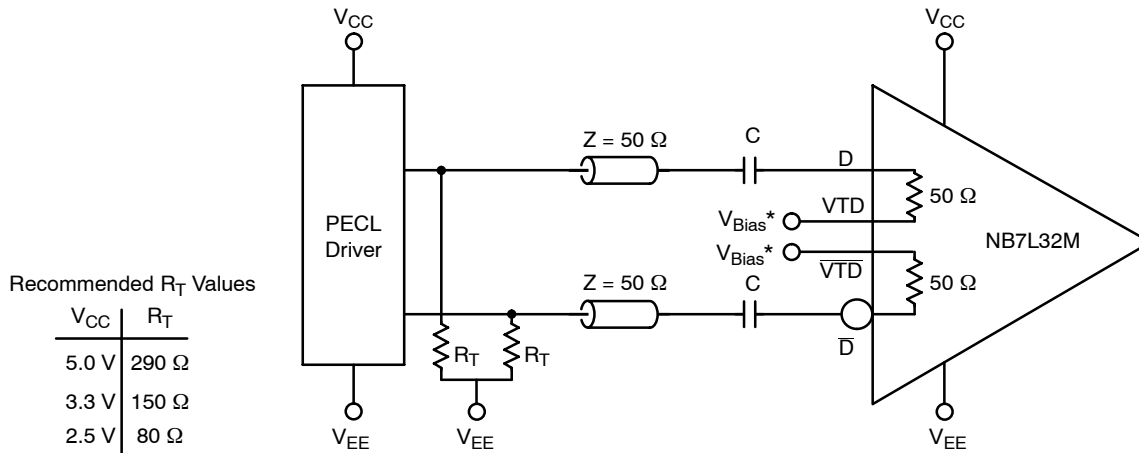 V_CC
V_CC
Z = 50 Ω
C
D
50 Ω
V_Bias*
VTD
PECL
Driver
NB7L32M
V_Bias*
V̅T̅D̅
50 Ω
Z = 50 Ω
C
D̅
R_T
R_T
V_EE
V_EE
V_EE
Recommended R_T Values
V_CC R_T
5.0 V 290 Ω
3.3 V 150 Ω
2.5 V 80 Ω